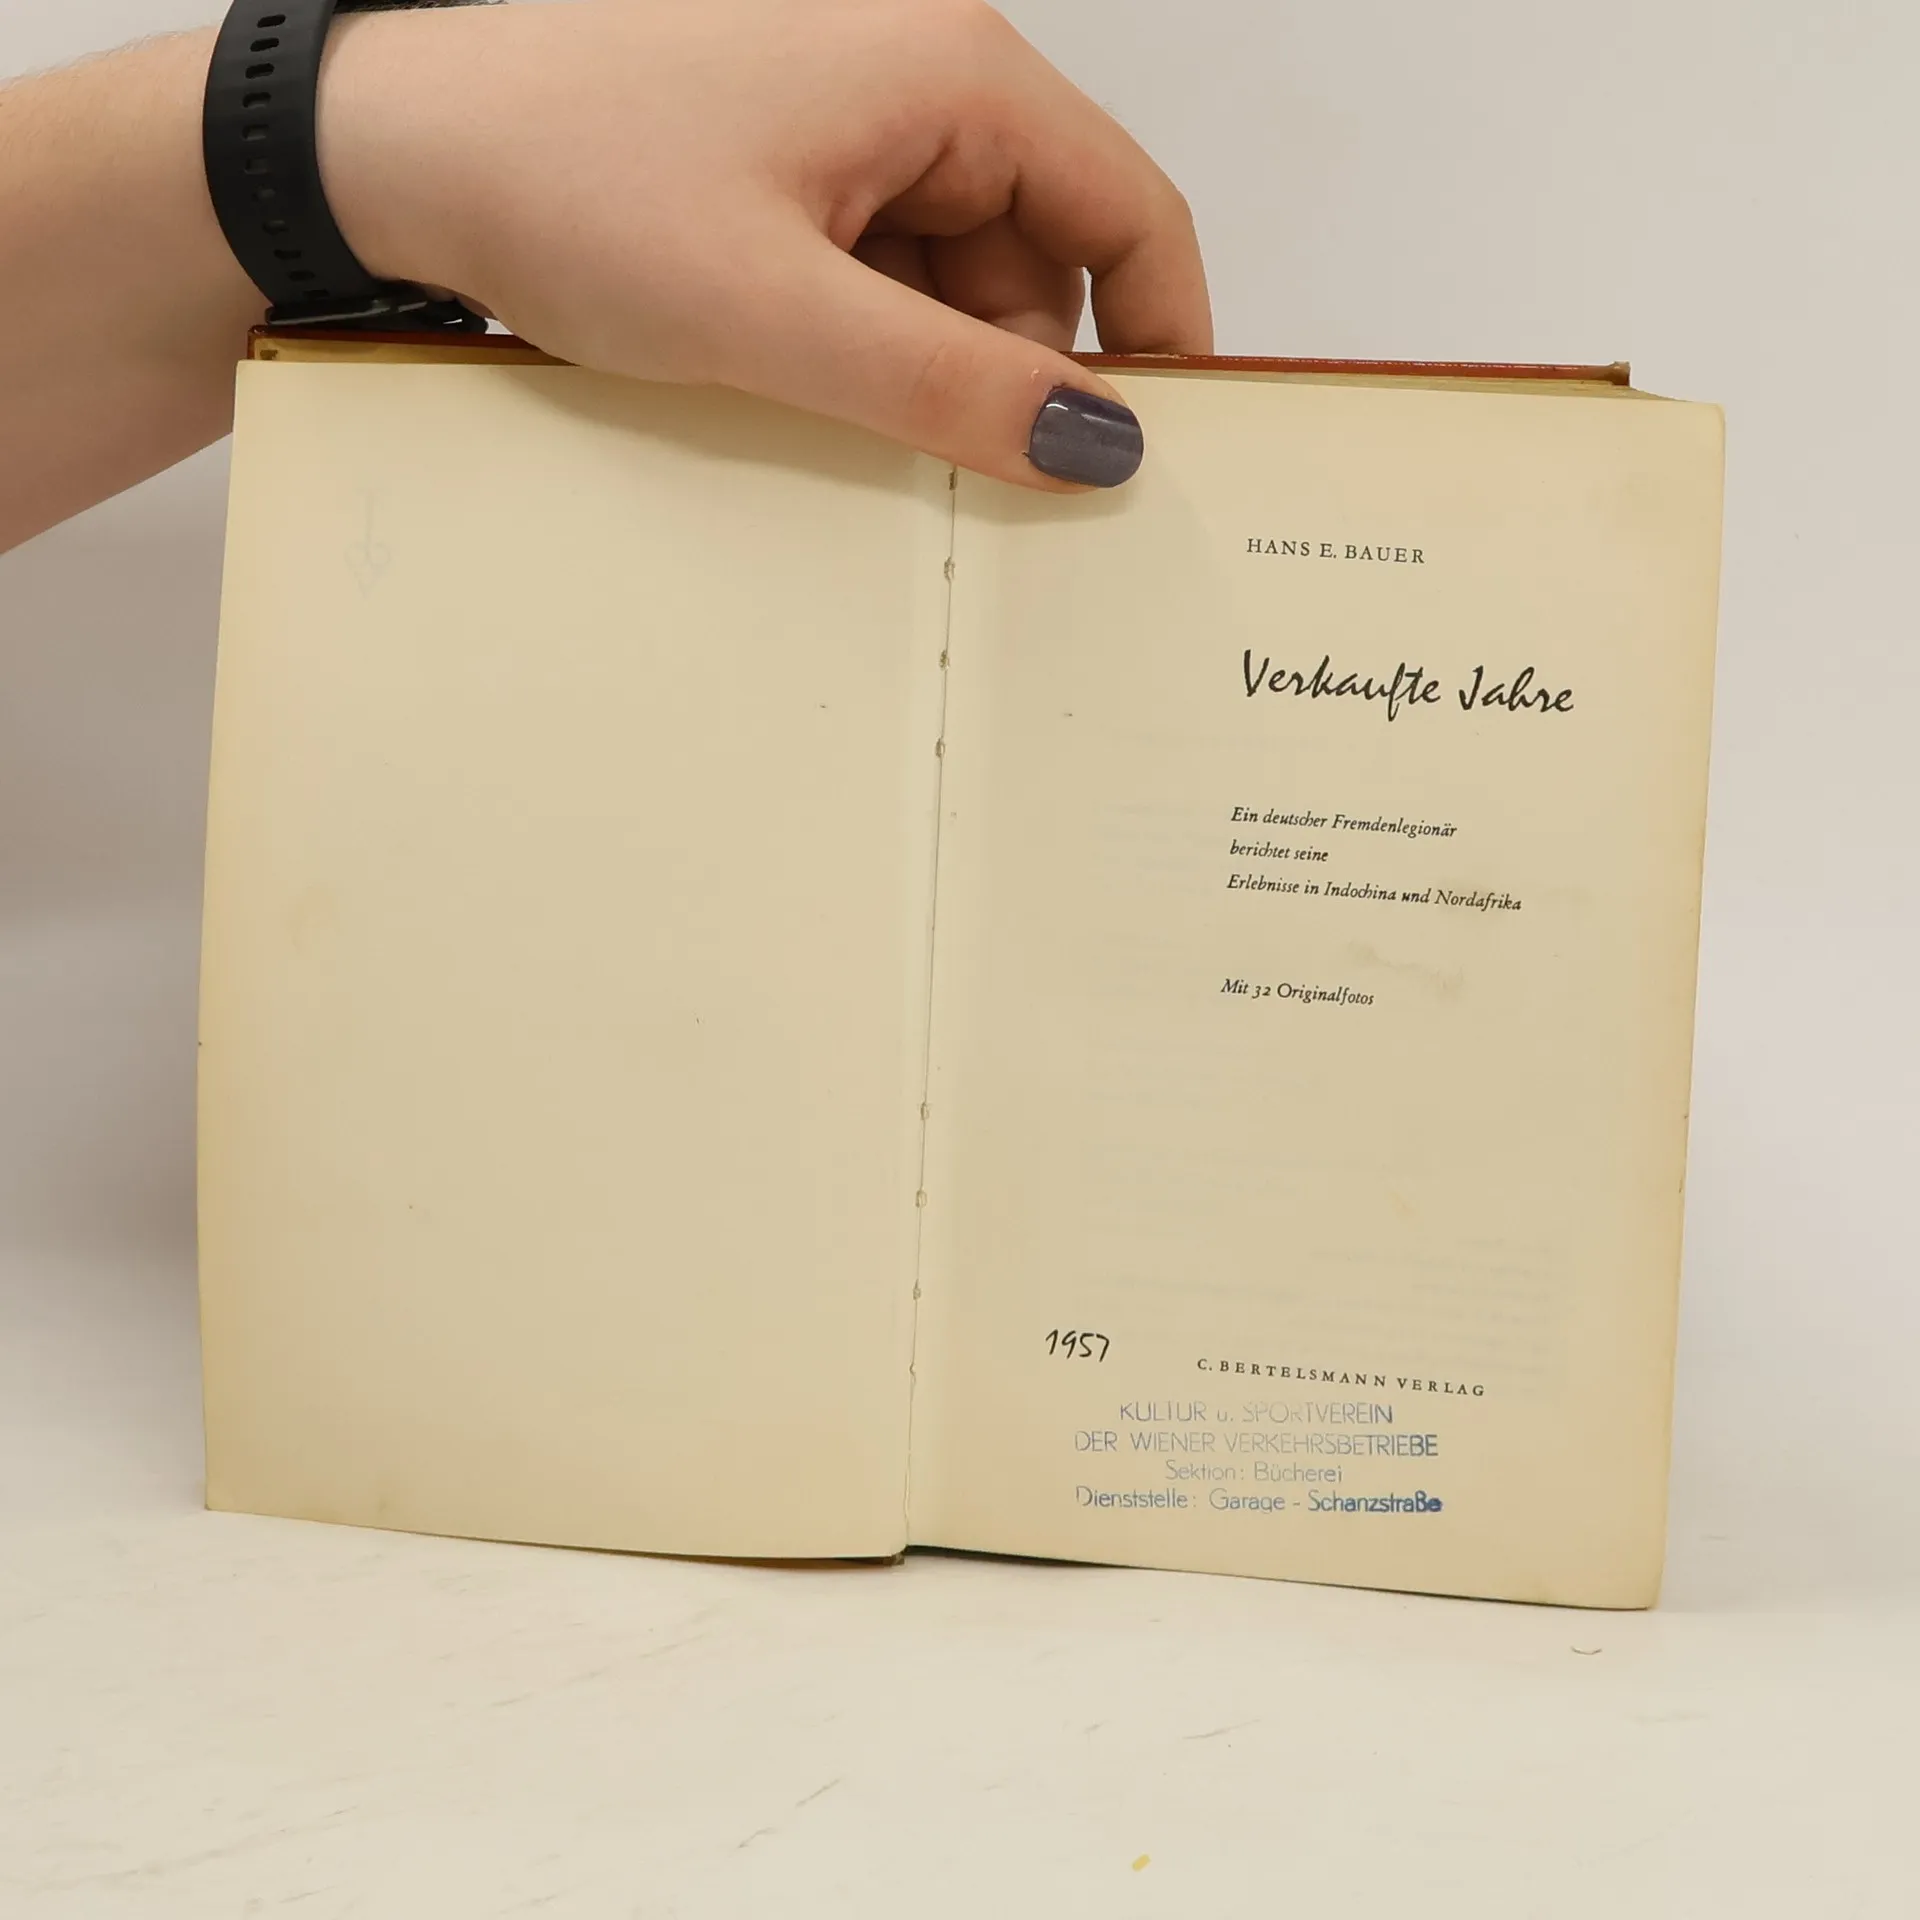 HANS E. BAUER
Verkaufte Jahre
Ein deutscher Fremdenlegionär
berichtet seine
Erlebnisse in Indochina und Nordafrika
Mit 32 Originalfotos
1957
C. BERTELSMANN VERLAG
KULTUR u. SPORTVEREIN
DER WIENER VERKEHRSBETRIEBE
Sektion: Bücherei
Dienststelle: Garage - Schanzstraße